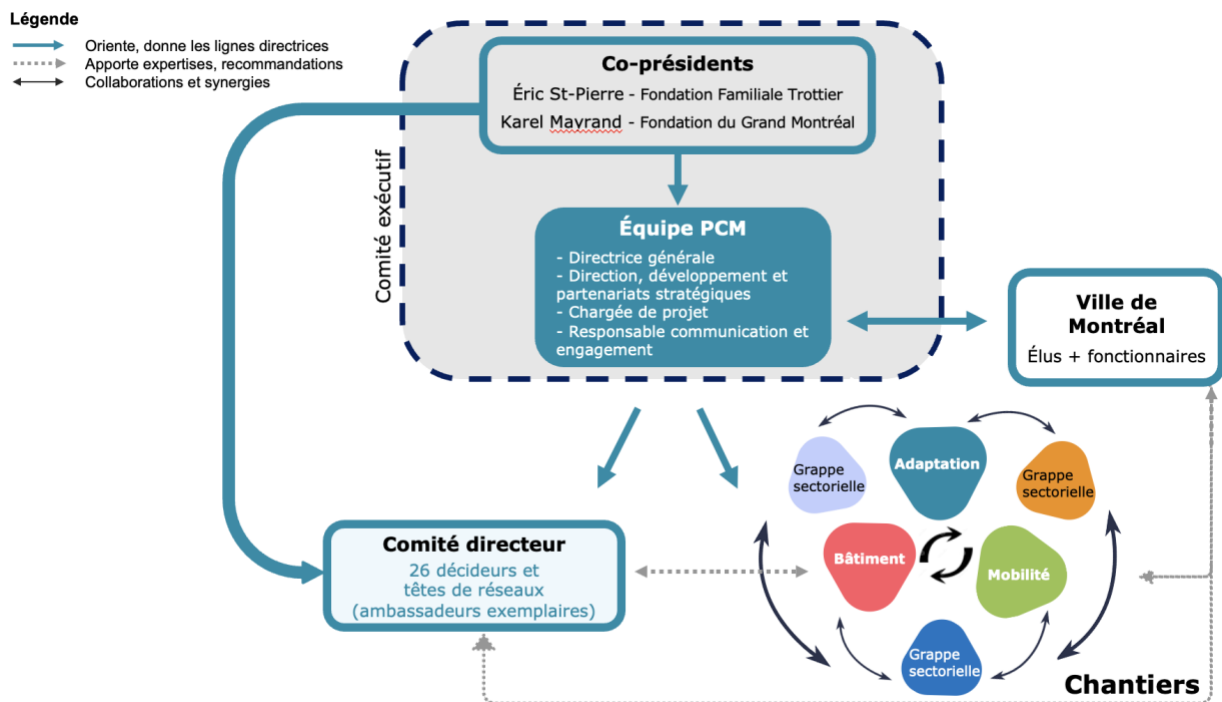 Légende
Oriente, donne les lignes directrices
Apporte expertises, recommandations
Collaborations et synergies
Comité exécutif
Co-présidents
Éric St-Pierre - Fondation Familiale Trottier
Karel Mayrand - Fondation du Grand Montréal
Équipe PCM
- Directrice générale
- Direction, développement et
partenariats stratégiques
- Chargée de projet
- Responsable communication et
engagement
Ville de
Montréal
Élus + fonctionnaires
Comité directeur
26 décideurs et
têtes de réseaux
(ambassadeurs exemplaires)
Grappe
sectorielle
Adaptation
Grappe
sectorielle
Bâtiment
Mobilité
Grappe
sectorielle
Chantiers